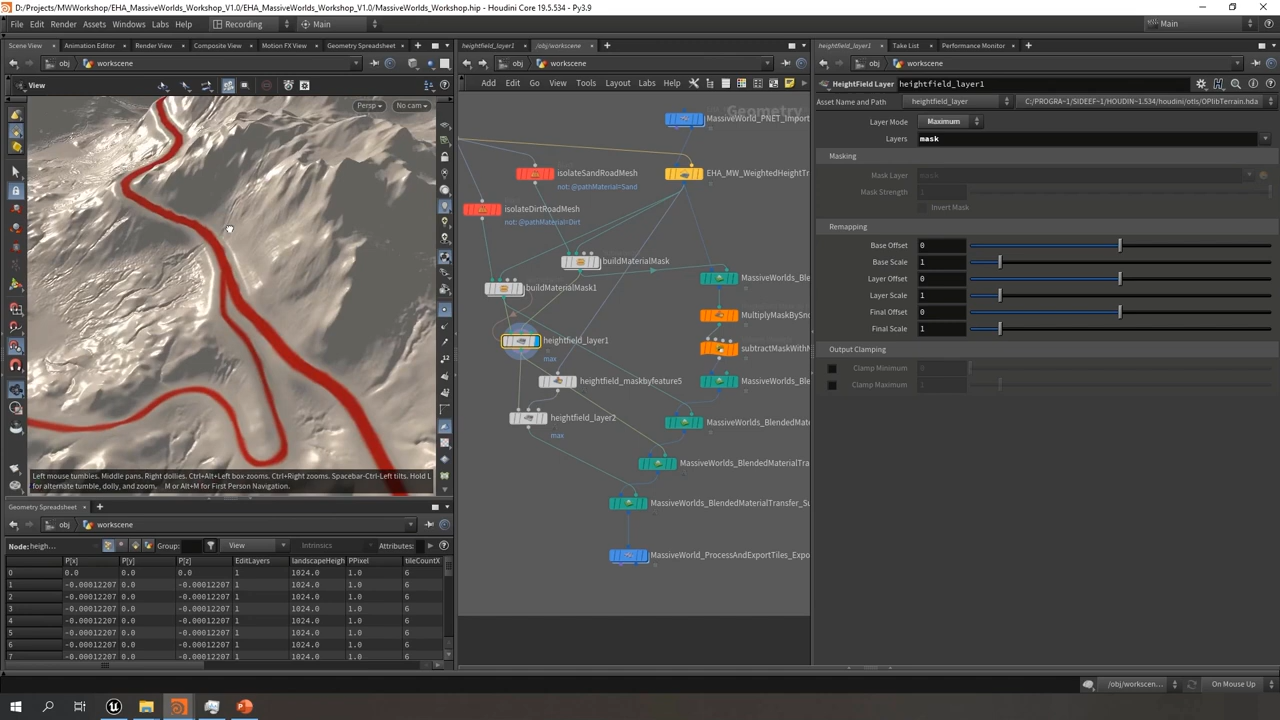 D:/Projects/MWWorkshop/EHA_MassiveWorlds_Workshop_V1.0/EHA_MassiveWorlds_Workshop_V1.0/MassiveWorlds_Workshop.hip - Houdini Core 19.5.534 - Py3.9
File Edit Render Assets Windows Labs Help Recording Main Main
Scene View Animation Editor Render View Composite View Motion FX View Geometry Spreadsheet
obj workscene
View
Persp No cam
Left mouse tumbles. Middle pans. Right dollies. Ctrl+Alt+Left box-zooms. Ctrl+Right zooms. Spacebar-Ctrl-Left tilts. Hold L
for alternate tumble, dolly, and zoom. M or Alt+M for First Person Navigation.
Geometry Spreadsheet
obj workscene
Node: heigh... Group: View Intrinsics Attributes:
P[x] P[y] P[z] EditLayers landscapeHeigh PPixel tileCountX
0 0.0 0.0 0.0 1 1024.0 1.0 6
1 -0.00012207 0.0 -0.00012207 1 1024.0 1.0 6
2 -0.00012207 0.0 -0.00012207 1 1024.0 1.0 6
3 -0.00012207 0.0 -0.00012207 1 1024.0 1.0 6
4 -0.00012207 0.0 -0.00012207 1 1024.0 1.0 6
5 -0.00012207 0.0 -0.00012207 1 1024.0 1.0 6
6 -0.00012207 0.0 -0.00012207 1 1024.0 1.0 6
7 -0.00012207 0.0 -0.00012207 1 1024.0 1.0 6
heightfield_layer1 /obj/workscene
obj workscene
Add Edit Go View Tools Layout Labs Help
Geometry
MassiveWorld_PNET_Import
isolateSandRoadMesh
not: @pathMaterial=Sand
EHA_MW_WeightedHeightTr
isolateDirtRoadMesh
not: @pathMaterial=Dirt
buildMaterialMask
MassiveWorlds_Ble
buildMaterialMask1
MultiplyMaskBySno
heightfield_layer1
max
subtractMaskWithM
heightfield_maskbyfeature5
MassiveWorlds_Ble
heightfield_layer2
max
MassiveWorlds_BlendedMate
MassiveWorlds_BlendedMaterialTra
MassiveWorlds_BlendedMaterialTransfer_Su
MassiveWorld_ProcessAndExportTiles_Expo
heightfield_layer1 Take List Performance Monitor
obj workscene
HeightField Layer heightfield_layer1
Asset Name and Path heightfield_layer C:/PROGRA~1/SIDEEF~1/HOUDIN~1.534/houdini/otls/OPlibTerrain.hda
Layer Mode Maximum
Layers mask
Masking
Mask Layer mask
Mask Strength 1
Invert Mask
Remapping
Base Offset 0
Base Scale 1
Layer Offset 0
Layer Scale 1
Final Offset 0
Final Scale 1
Output Clamping
Clamp Minimum 0
Clamp Maximum 1
/obj/workscen... On Mouse Up